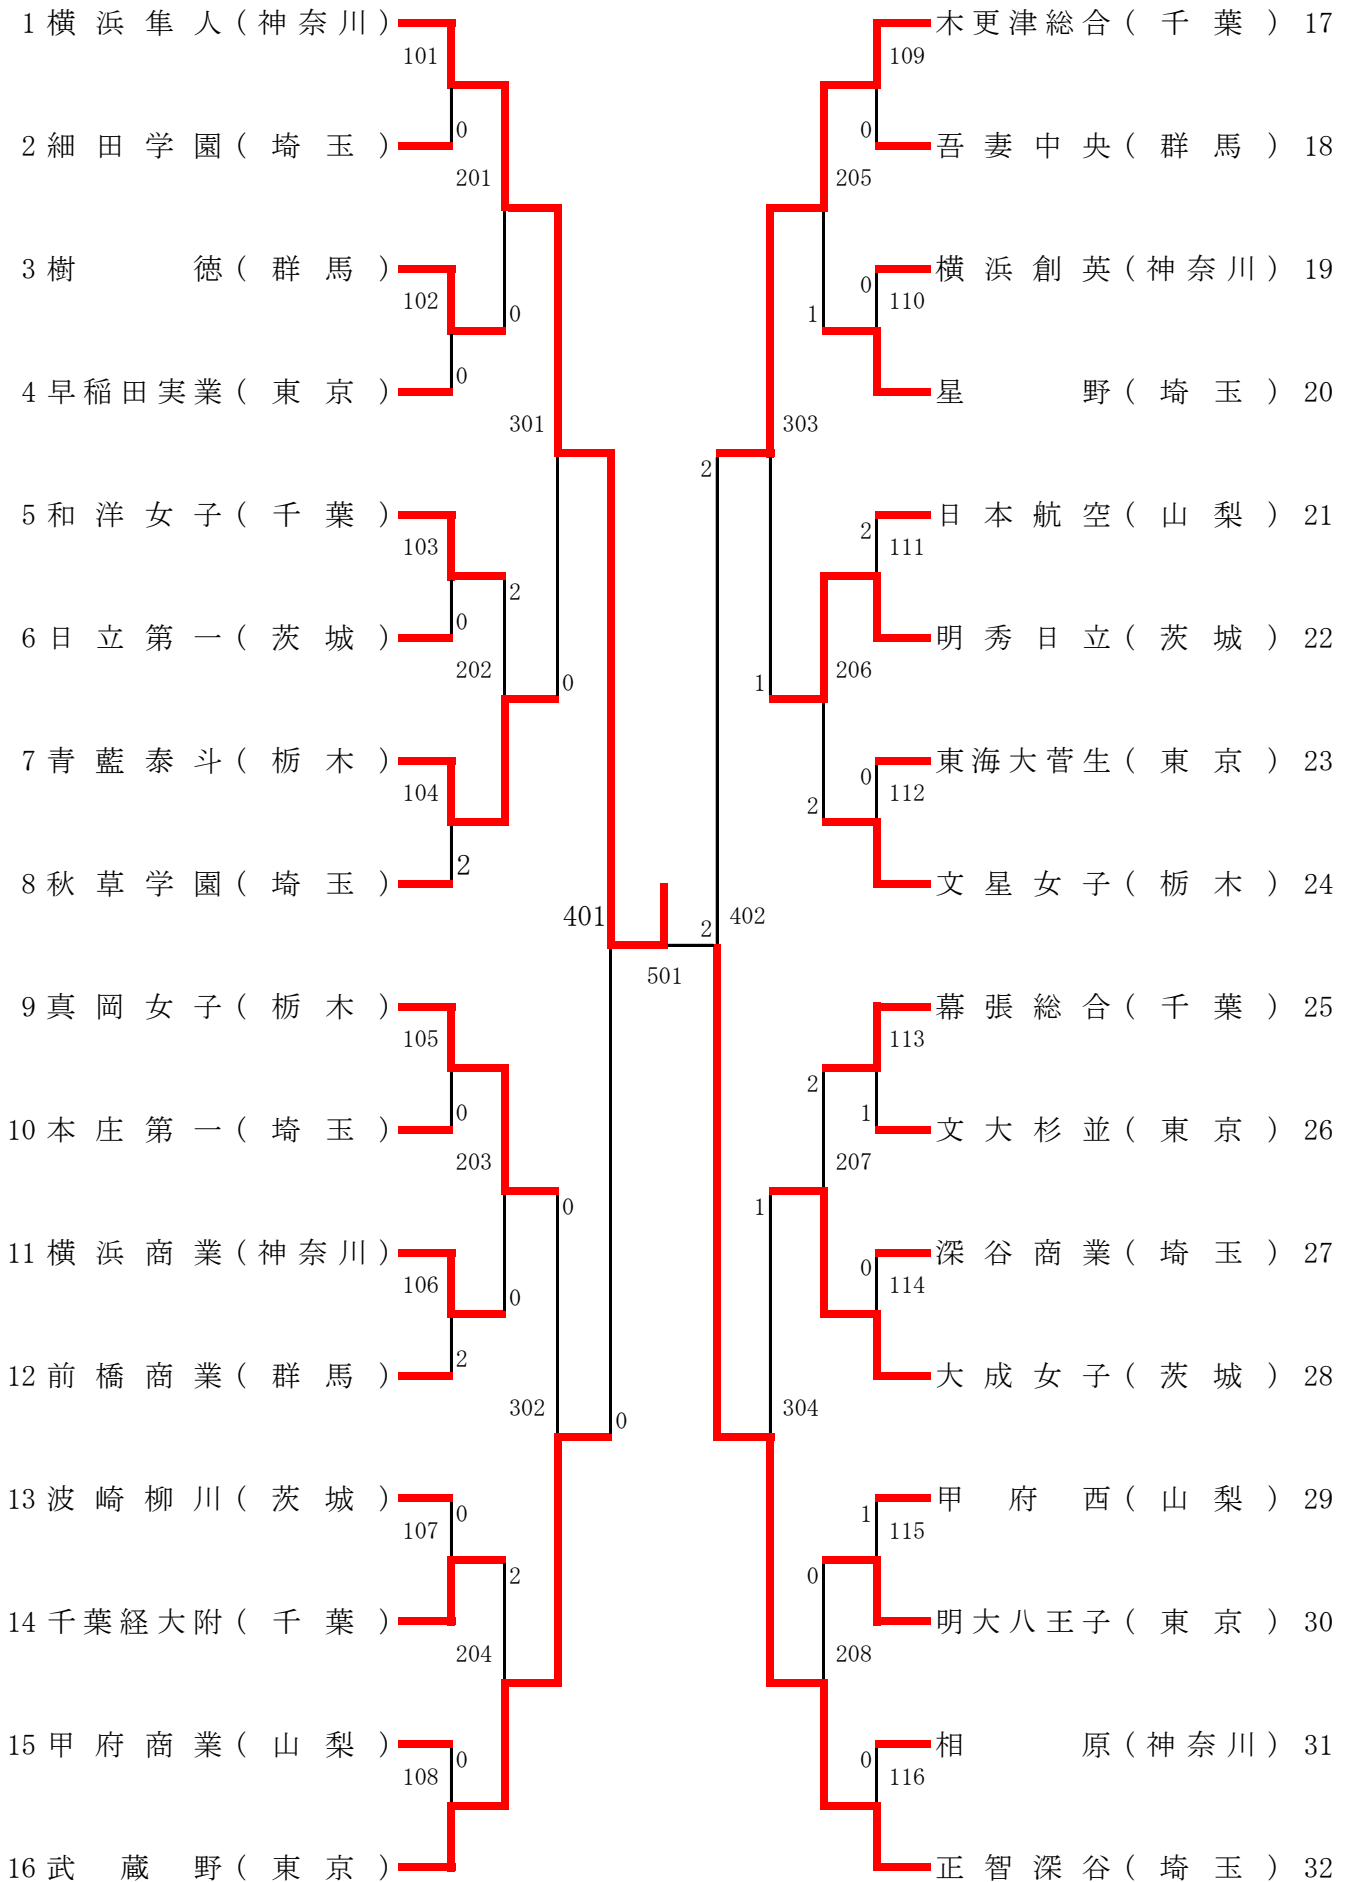 1 横浜隼人(神奈川) 木更津総合(千葉) 17
101 109
0 0
2 細田学園(埼玉) 吾妻中央(群馬) 18
201 205
3 樹徳(群馬) 横浜創英(神奈川) 19
0
102 110
0 1
0
4 早稲田実業(東京) 星野(埼玉) 20
301 303
2
5 和洋女子(千葉) 日本航空(山梨) 21
2
103 111
2
0
6 日立第一(茨城) 明秀日立(茨城) 22
202 206
0 1
7 青藍泰斗(栃木) 東海大菅生(東京) 23
0
104 112
2
2
8 秋草学園(埼玉) 文星女子(栃木) 24
401 402
2
501
9 真岡女子(栃木) 幕張総合(千葉) 25
105 113
2
0 1
10 本庄第一(埼玉) 文大杉並(東京) 26
203 207
0 1
11 横浜商業(神奈川) 深谷商業(埼玉) 27
0
106 114
0
2
12 前橋商業(群馬) 大成女子(茨城) 28
302 304
0
13 波崎柳川(茨城) 甲府西(山梨) 29
0 1
107 115
2 0
14 千葉経大附(千葉) 明大八王子(東京) 30
204 208
15 甲府商業(山梨) 相原(神奈川) 31
0 0
108 116
16 武蔵野(東京) 正智深谷(埼玉) 32